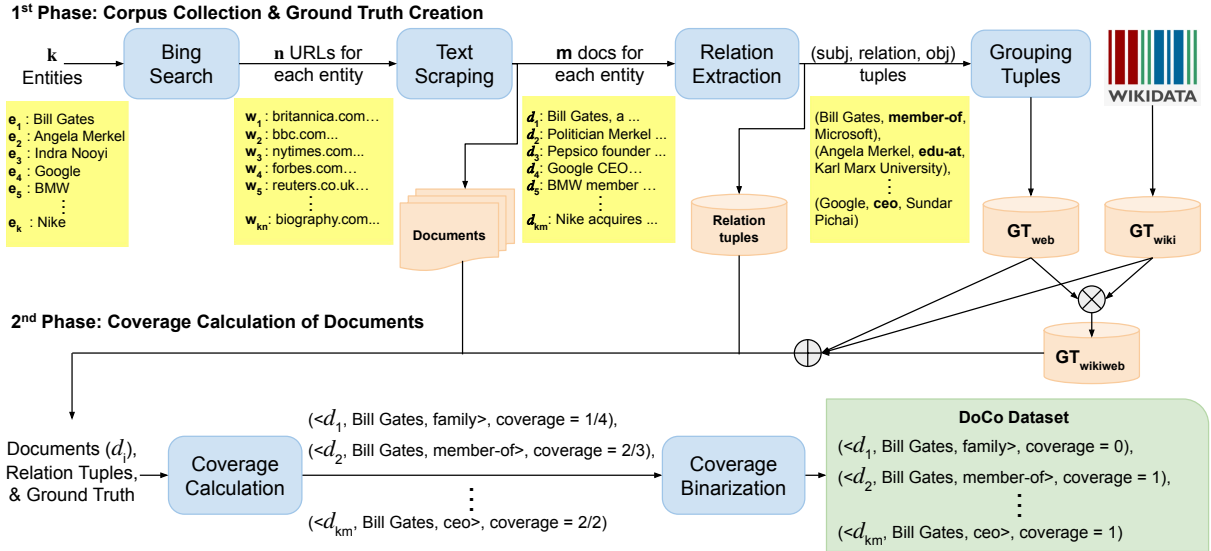 1st Phase: Corpus Collection & Ground Truth Creation
k
Entities
Bing
Search
n URLs for
each entity
Text
Scraping
m docs for
each entity
Relation
Extraction
(subj, relation, obj)
tuples
Grouping
Tuples
WIKIDATA
e1 : Bill Gates
e2 : Angela Merkel
e3 : Indra Nooyi
e4 : Google
e5 : BMW
⋮
ek : Nike
w1 : britannica.com…
w2 : bbc.com...
w3 : nytimes.com...
w4 : forbes.com...
w5 : reuters.co.uk…
⋮
wkn : biography.com...
d1 : Bill Gates, a ...
d2 : Politician Merkel ...
d3 : Pepsico founder ...
d4 : Google CEO…
d5 : BMW member …
⋮
dkm : Nike acquires ...
(Bill Gates, member-of,
Microsoft),
(Angela Merkel, edu-at,
Karl Marx University),
⋮
(Google, ceo, Sundar
Pichai)
Documents
Relation
tuples
GTweb
GTwiki
GTwikiweb
2nd Phase: Coverage Calculation of Documents
Documents (di),
Relation Tuples,
& Ground Truth
Coverage
Calculation
(<d1, Bill Gates, family>, coverage = 1/4),
(<d2, Bill Gates, member-of> coverage = 2/3),
⋮
(<dkm, Bill Gates, ceo> coverage = 2/2)
Coverage
Binarization
DoCo Dataset
(<d1, Bill Gates, family>, coverage = 0),
(<d2, Bill Gates, member-of>, coverage = 1),
⋮
(<dkm, Bill Gates, ceo>, coverage = 1)